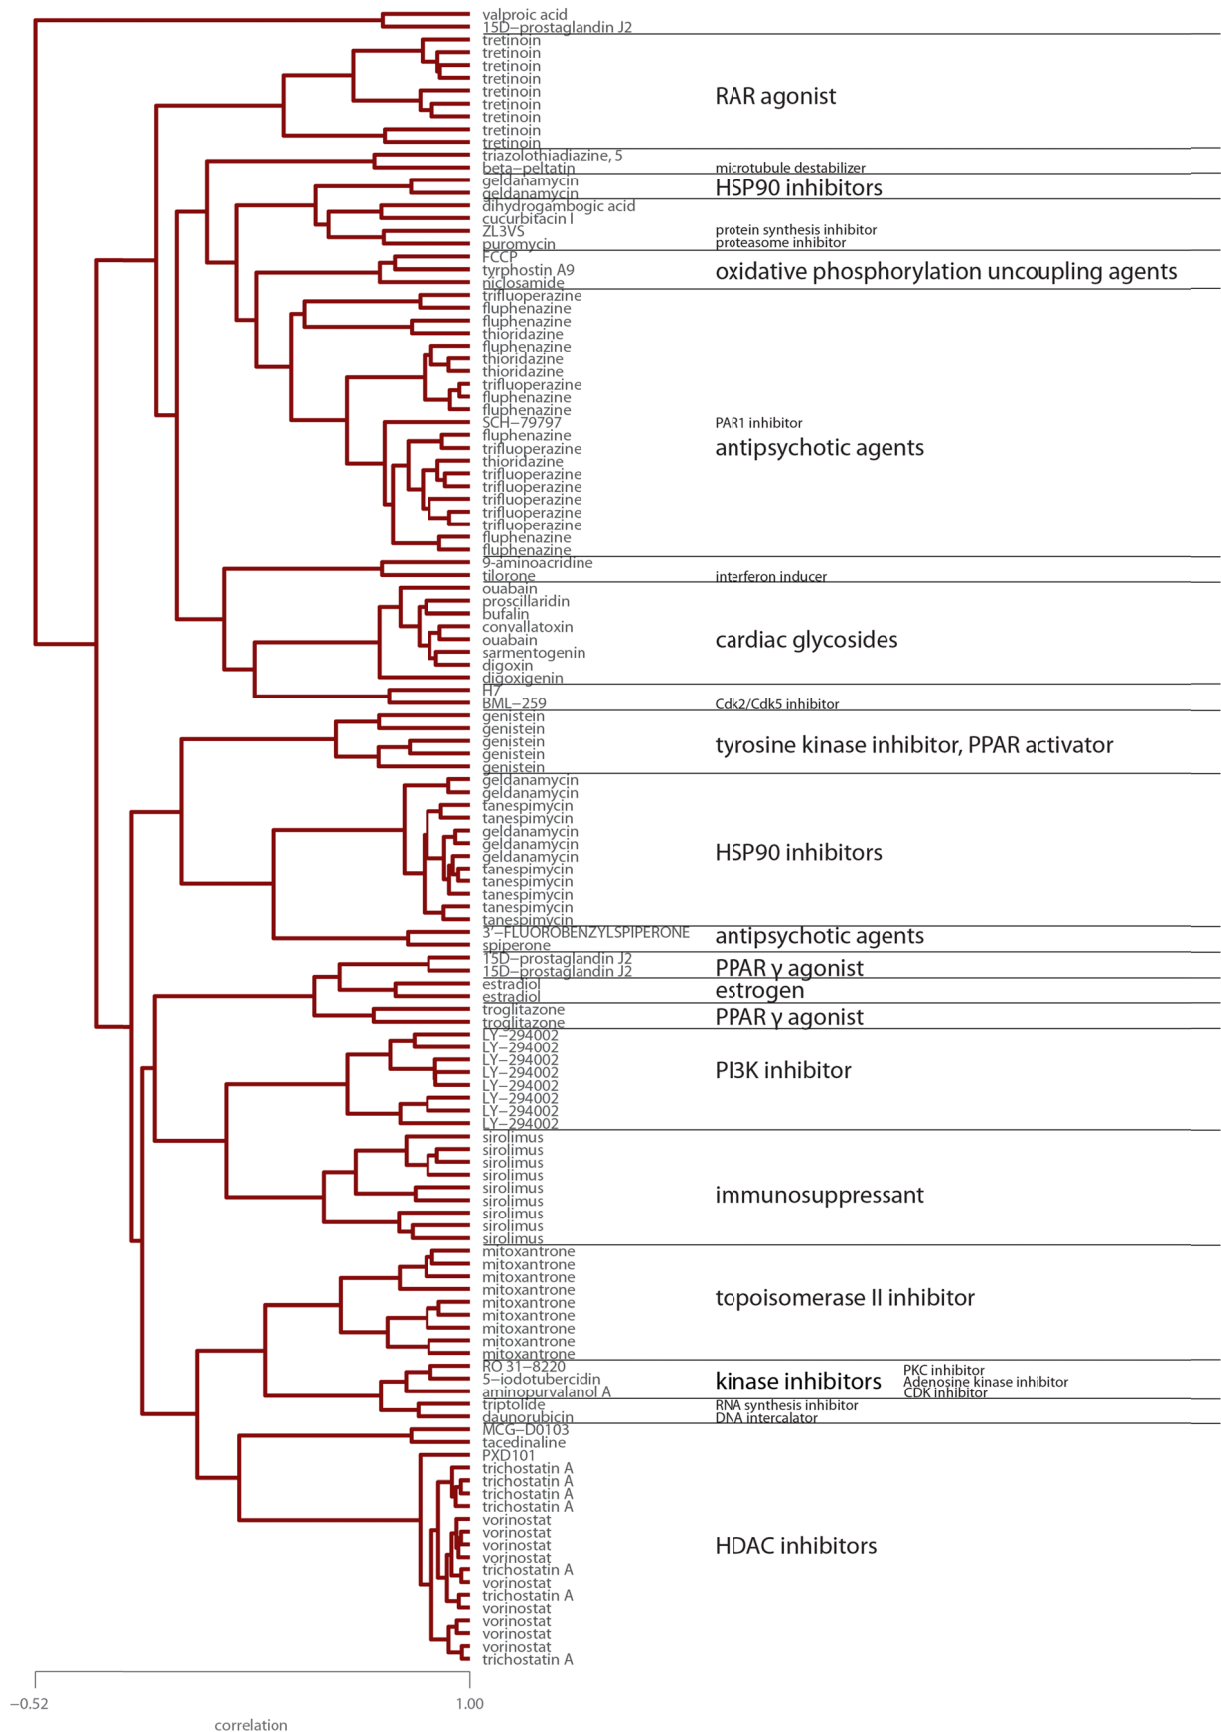 valproic acid
15D−prostaglandin J2
tretinoin
tretinoin
tretinoin
tretinoin
tretinoin
RAR agonist
tretinoin
tretinoin
tretinoin
tretinoin
triazolothiadiazine, 5
beta−peltatin microtubule destabilizer
geldanamycin
HSP90 inhibitors
geldanamycin
dihydrogambogic acid
cucurbitacin I
ZL3VS protein synthesis inhibitor
puromycin proteasome inhibitor
FCCP
tyrphostin A9 oxidative phosphorylation uncoupling agents
niclosamide
trifluoperazine
fluphenazine
fluphenazine
thioridazine
fluphenazine
thioridazine
thioridazine
trifluoperazine
fluphenazine
fluphenazine
SCH−79797 PAR1 inhibitor
fluphenazine
trifluoperazine antipsychotic agents
thioridazine
trifluoperazine
trifluoperazine
trifluoperazine
trifluoperazine
trifluoperazine
fluphenazine
fluphenazine
9-aminoacridine
tilorone interferon inducer
ouabain
proscillaridin
bufalin
convallatoxin
ouabain cardiac glycosides
sarmentogenin
digoxin
digoxigenin
H7
BML−259 Cdk2/Cdk5 inhibitor
genistein
genistein
genistein tyrosine kinase inhibitor, PPAR activator
genistein
genistein
geldanamycin
geldanamycin
tanespimycin
tanespimycin
geldanamycin
geldanamycin
geldanamycin HSP90 inhibitors
tanespimycin
tanespimycin
tanespimycin
tanespimycin
tanespimycin
3'−FLUOROBENZYLSPIPERONE antipsychotic agents
spiperone
15D−prostaglandin J2
15D−prostaglandin J2 PPAR γ agonist
estradiol
estrogen
estradiol
troglitazone
PPAR γ agonist
troglitazone
LY−294002
LY−294002
LY−294002
LY−294002 PI3K inhibitor
LY−294002
LY−294002
LY−294002
LY−294002
sirolimus
sirolimus
sirolimus
sirolimus
sirolimus
immunosuppressant
sirolimus
sirolimus
sirolimus
sirolimus
mitoxantrone
mitoxantrone
mitoxantrone
mitoxantrone
topoisomerase II inhibitor
mitoxantrone
mitoxantrone
mitoxantrone
mitoxantrone
mitoxantrone
RO 31−8220 PKC inhibitor
5−iodotubercidin kinase inhibitors Adenosine kinase inhibitor
aminopurvalanol A CDK inhibitor
triptolide RNA synthesis inhibitor
daunorubicin DNA intercalator
MCG−D0103
tacedinaline
PXD101
trichostatin A
trichostatin A
trichostatin A
trichostatin A
vorinostat
vorinostat
vorinostat HDAC inhibitors
vorinostat
trichostatin A
vorinostat
trichostatin A
vorinostat
vorinostat
vorinostat
vorinostat
trichostatin A
−0.52 1.00
correlation